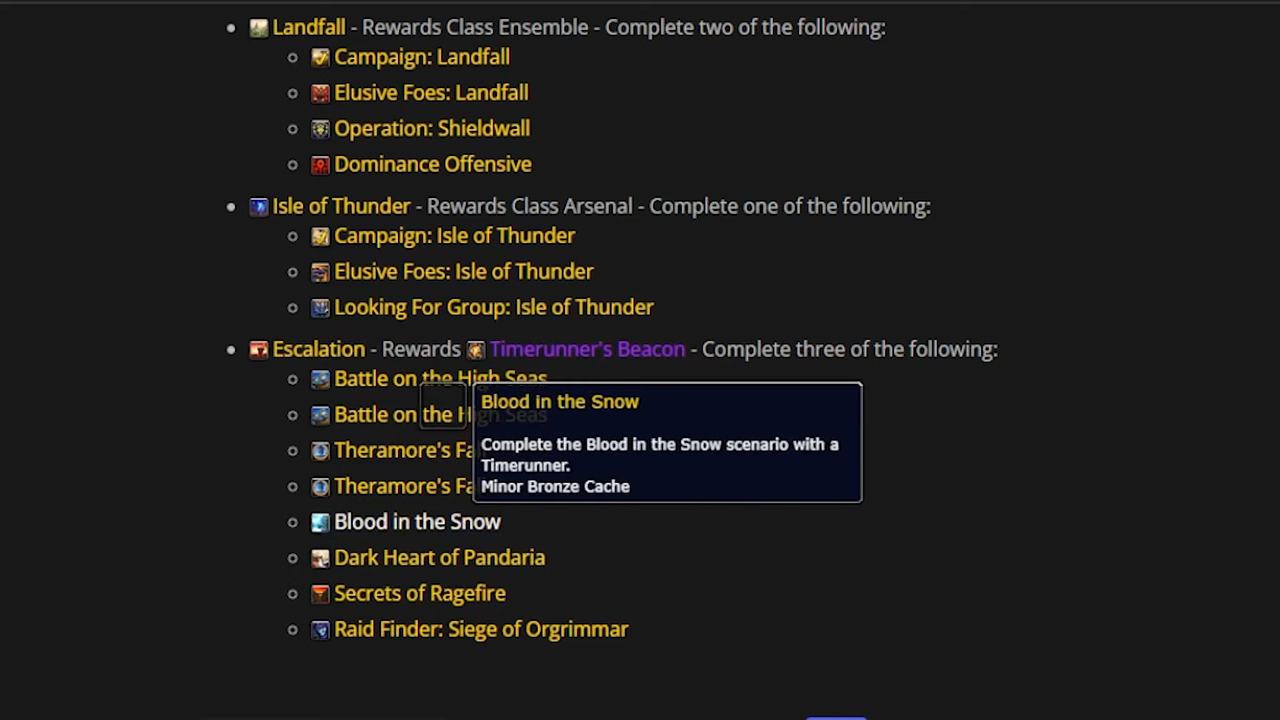 Landfall - Rewards Class Ensemble - Complete two of the following:
Campaign: Landfall
Elusive Foes: Landfall
Operation: Shieldwall
Dominance Offensive
Isle of Thunder - Rewards Class Arsenal - Complete one of the following:
Campaign: Isle of Thunder
Elusive Foes: Isle of Thunder
Looking For Group: Isle of Thunder
Escalation - Rewards Timerunner's Beacon - Complete three of the following:
Battle on the High Seas
Battle on the High Seas
Theramore's Fa
Theramore's Fa
Blood in the Snow
Complete the Blood in the Snow scenario with a
Timerunner.
Minor Bronze Cache
Blood in the Snow
Dark Heart of Pandaria
Secrets of Ragefire
Raid Finder: Siege of Orgrimmar